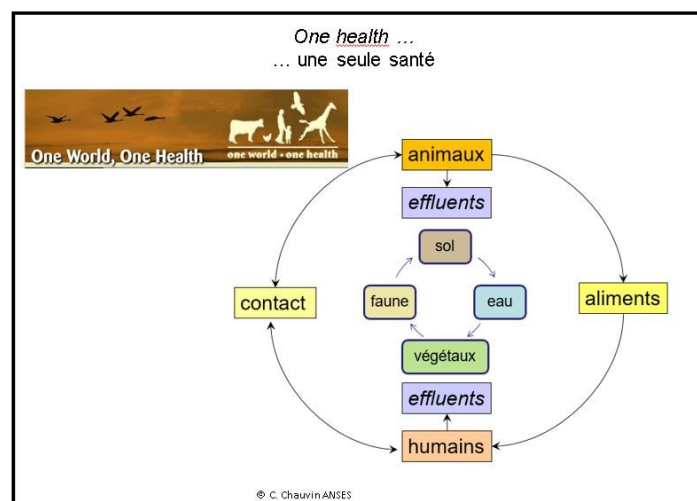 One health ...
... une seule santé
One World, One Health
one world • one health
animaux
effluents
sol
contact
faune
eau
aliments
végétaux
effluents
humains
© C. Chauvin ANSES